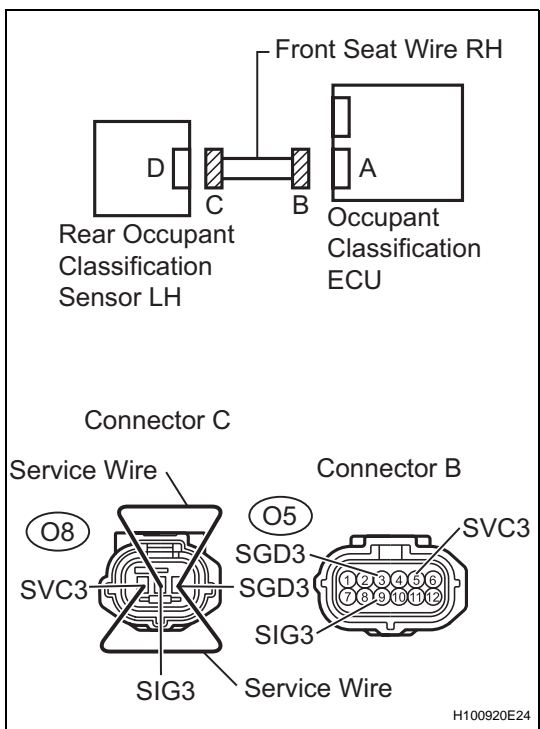 Front Seat Wire RH
D
A
C
B
Rear Occupant
Classification
Sensor LH
Occupant
Classification
ECU
Connector C
Service Wire
Connector B
O8
O5
SVC3
SGD3
SVC3
SGD3
1 2 3 4 5 6
7 8 9 10 11 12
SIG3
SIG3
Service Wire
H100920E24